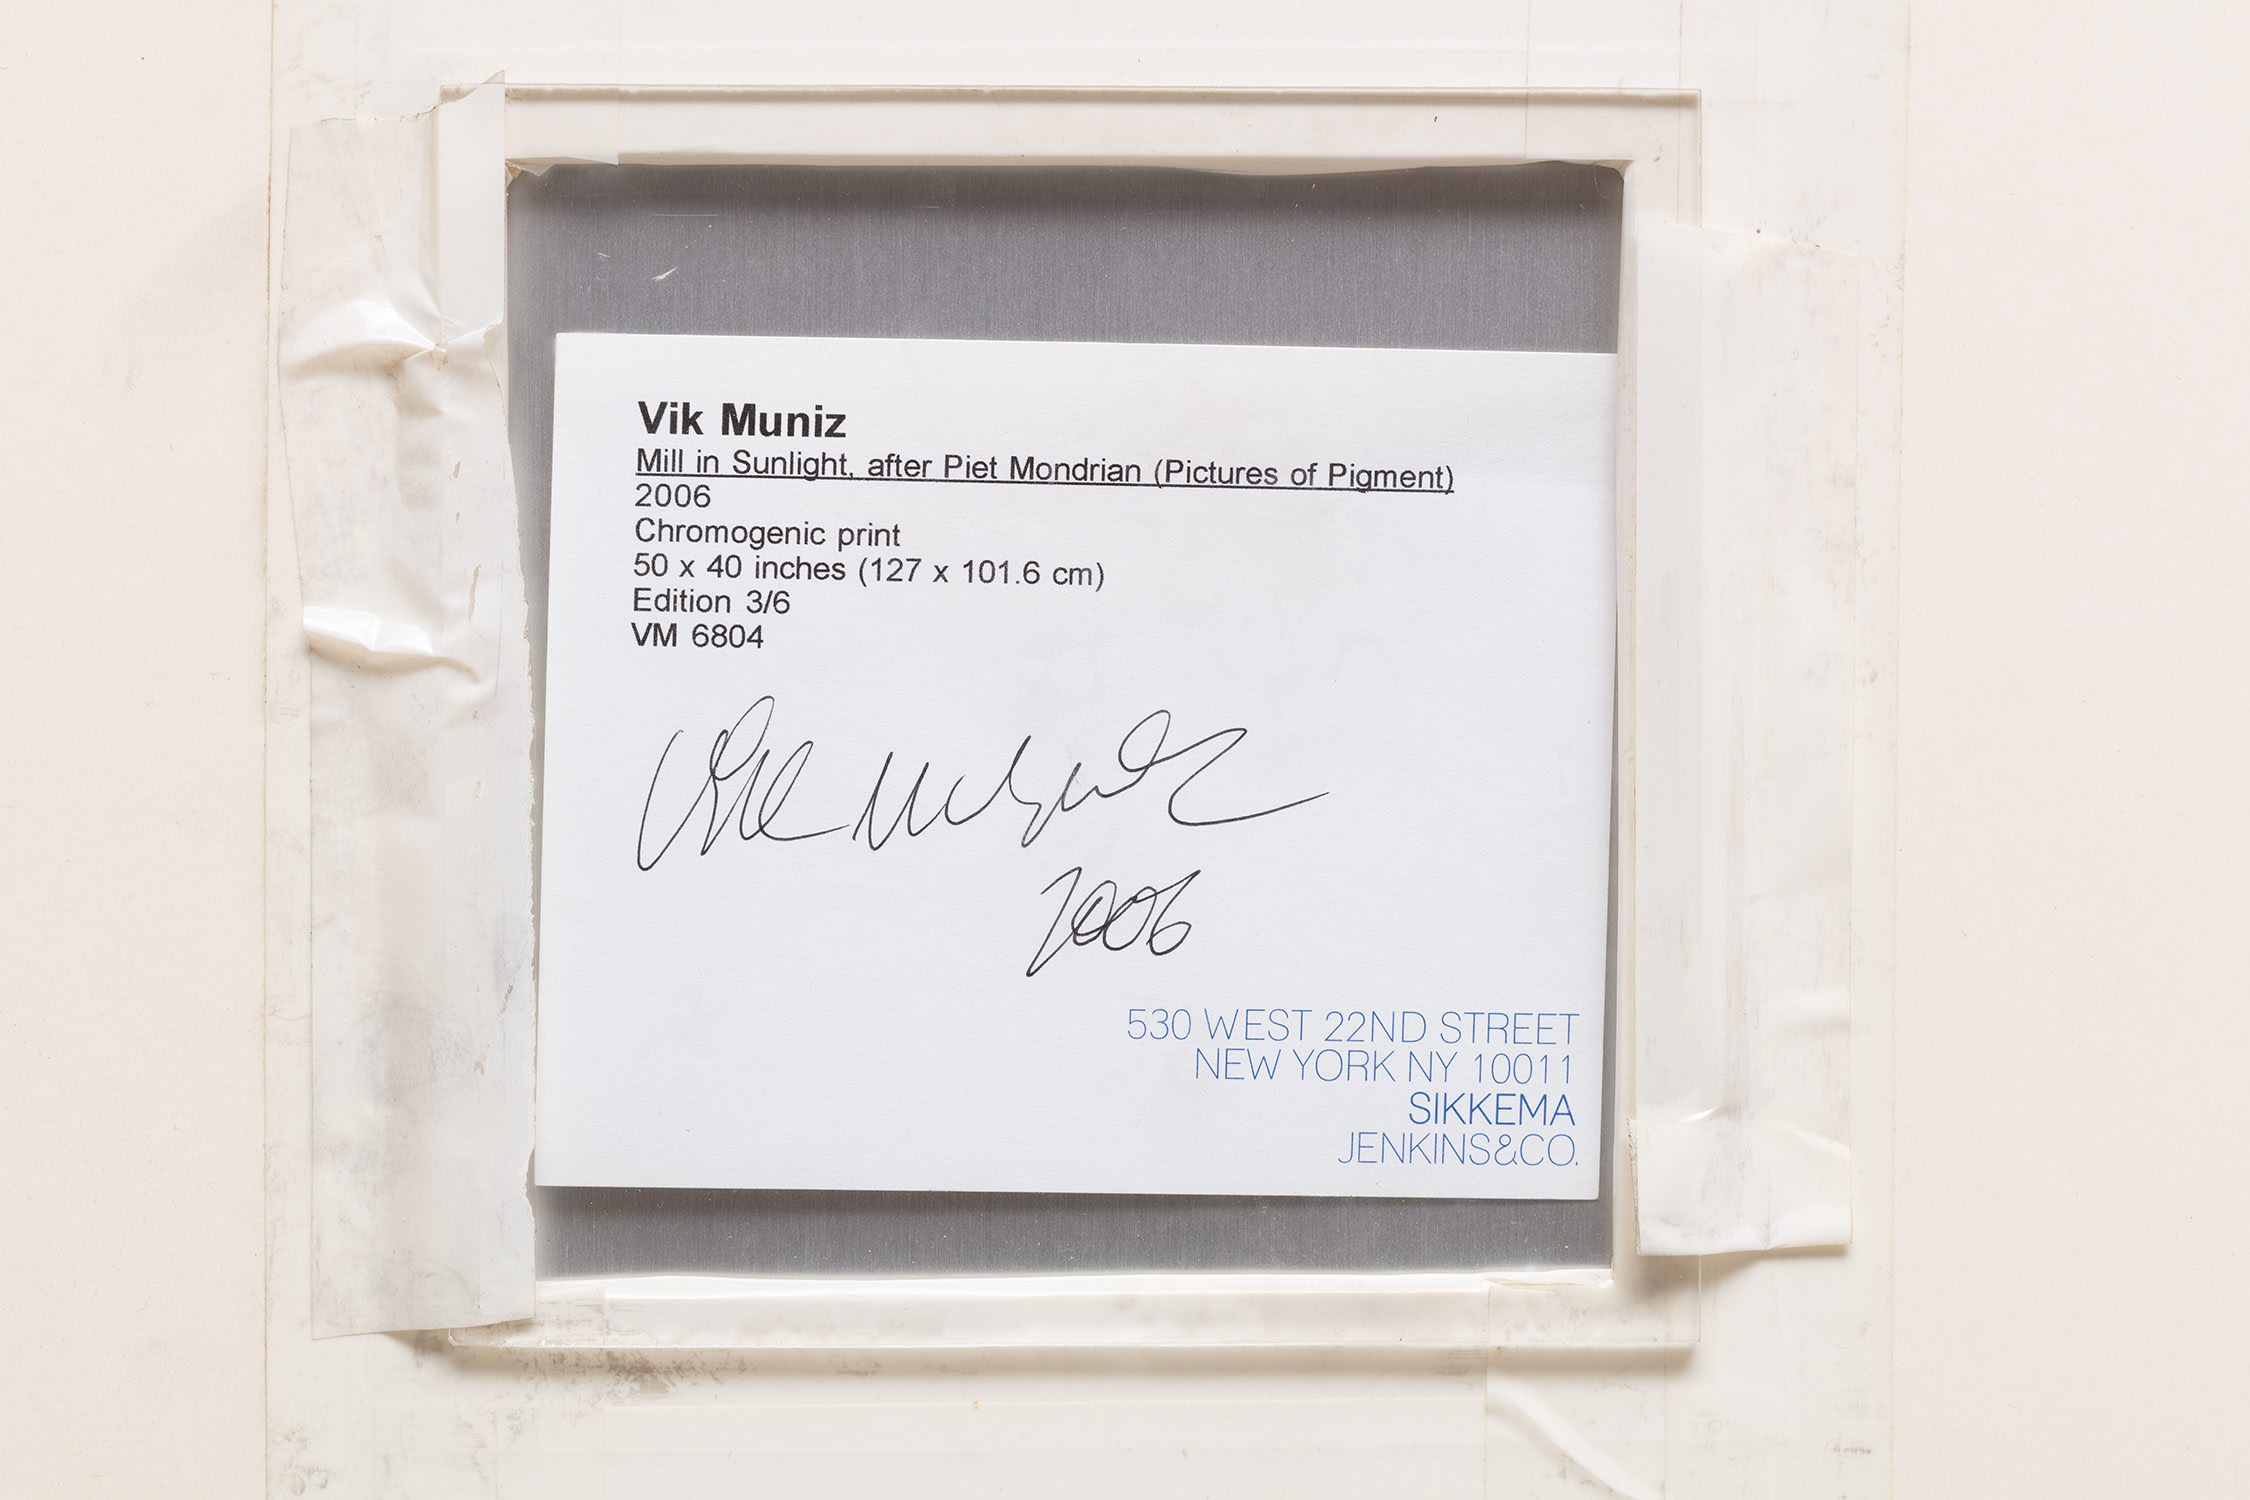 Vik Muniz
Mill in Sunlight, after Piet Mondrian (Pictures of Pigment)
2006
Chromogenic print
50 x 40 inches (127 x 101.6 cm)
Edition 3/6
VM 6804
Vik Muniz
2006
530 WEST 22ND STREET
NEW YORK NY 10011
SIKKEMA
JENKINS&CO.